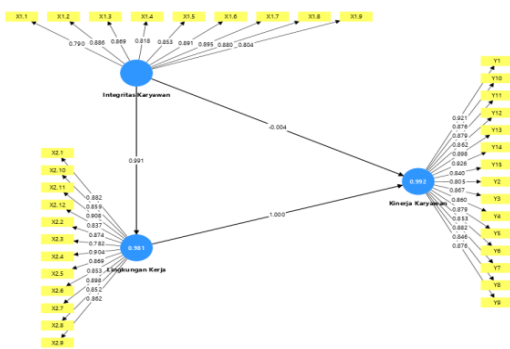 X1.1 X1.2 X1.3 X1.4 X1.5 X1.6 X1.7 X1.8 X1.9
0.790 0.886 0.869 0.818 0.853 0.891 0.895 0.880 0.804
Integritas Karyawan
-0.004
0.991
1.000
X2.1
X2.10
X2.11
X2.12
X2.2
X2.3
X2.4
X2.5
X2.6
X2.7
X2.8
X2.9
0.882
0.859
0.908
0.837
0.874
0.782
0.904
0.869
0.853
0.898
0.852
0.862
0.981
Lingkungan Kerja
0.992
Kinerja Karyawan
Y1
Y10
Y11
Y12
Y13
Y14
Y15
Y2
Y3
Y4
Y5
Y6
Y7
Y8
Y9
0.921
0.876
0.879
0.862
0.898
0.928
0.840
0.805
0.867
0.860
0.879
0.853
0.882
0.846
0.876